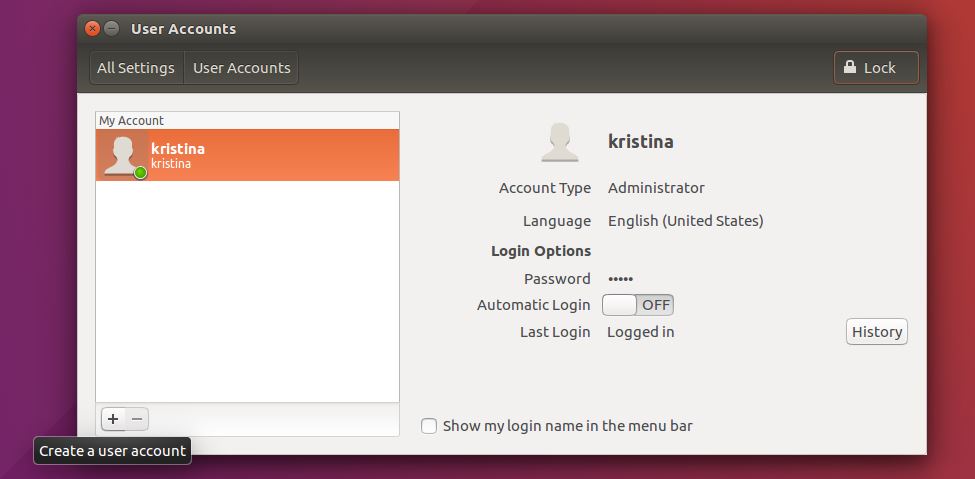 User Accounts
All Settings
User Accounts
Lock
My Account
kristina
kristina
kristina
Account Type Administrator
Language English (United States)
Login Options
Password •••••
Automatic Login OFF
Last Login Logged in
History
+ −
Show my login name in the menu bar
Create a user account